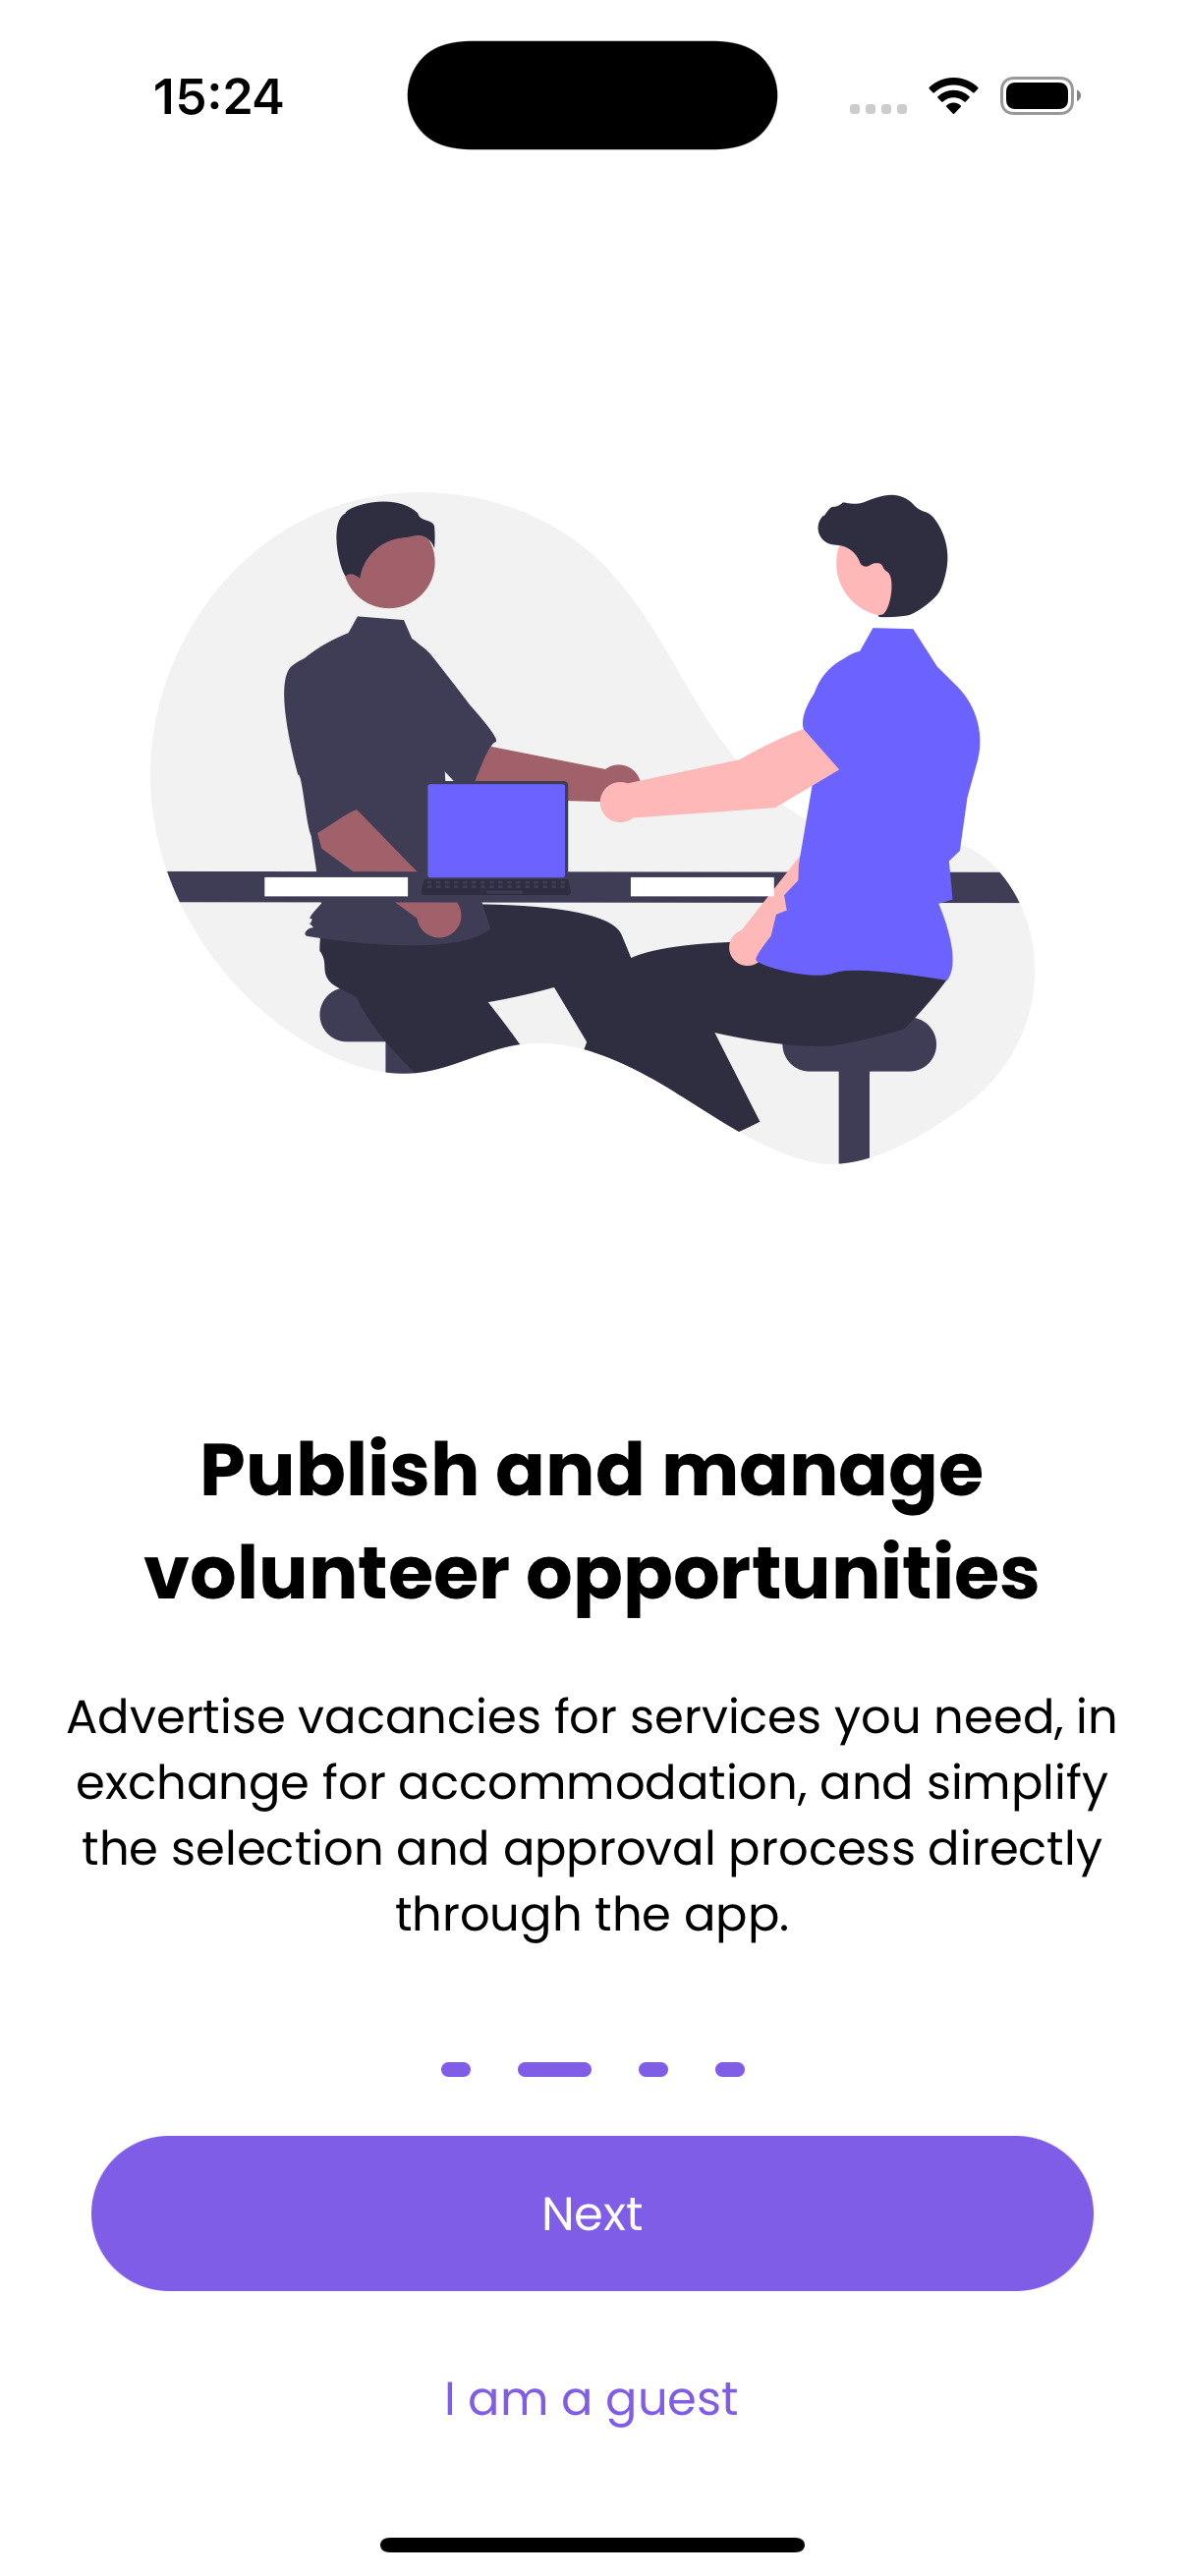 15:24
Publish and manage
volunteer opportunities
Advertise vacancies for services you need, in
exchange for accommodation, and simplify
the selection and approval process directly
through the app.
Next
I am a guest